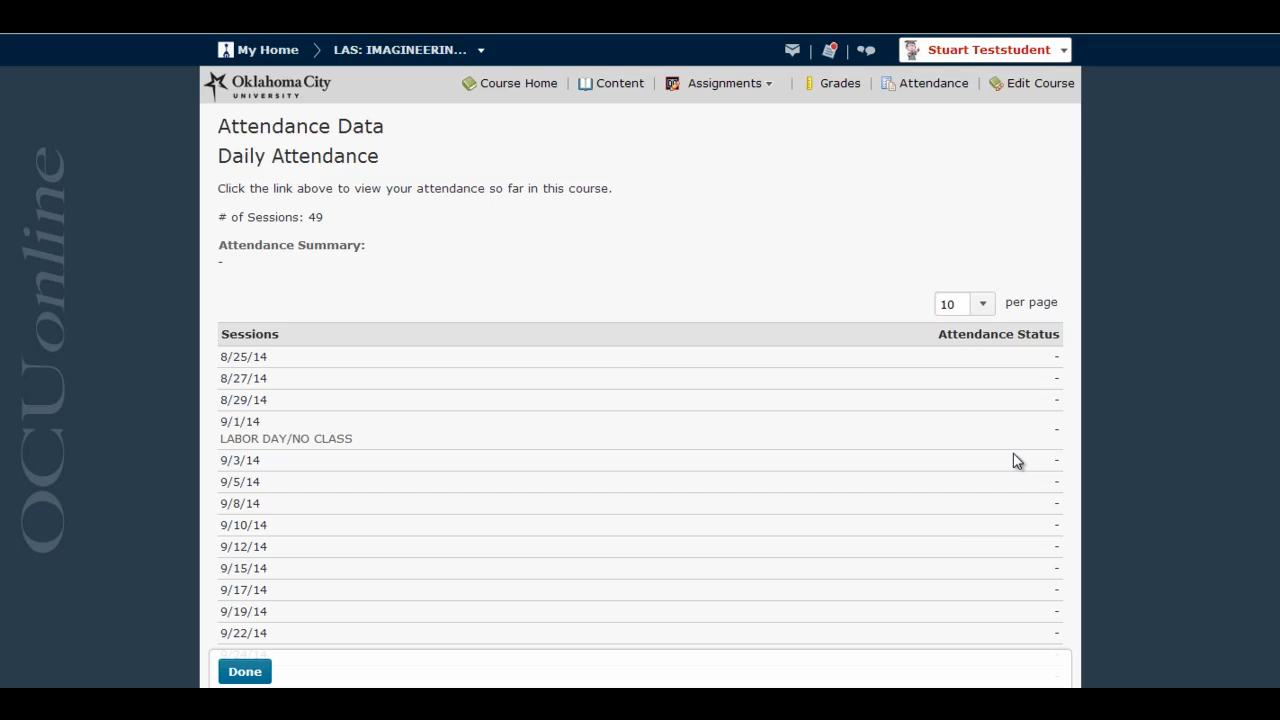 My Home
LAS: IMAGINEERIN...
Stuart Teststudent
Oklahoma City
UNIVERSITY
Course Home
Content
Assignments
Grades
Attendance
Edit Course
OCUonline
Attendance Data
Daily Attendance
Click the link above to view your attendance so far in this course.
# of Sessions: 49
Attendance Summary:
-
10 per page
Sessions Attendance Status
8/25/14 -
8/27/14 -
8/29/14 -
9/1/14
LABOR DAY/NO CLASS -
9/3/14 -
9/5/14 -
9/8/14 -
9/10/14 -
9/12/14 -
9/15/14 -
9/17/14 -
9/19/14 -
9/22/14 -
9/24/14 -
Done